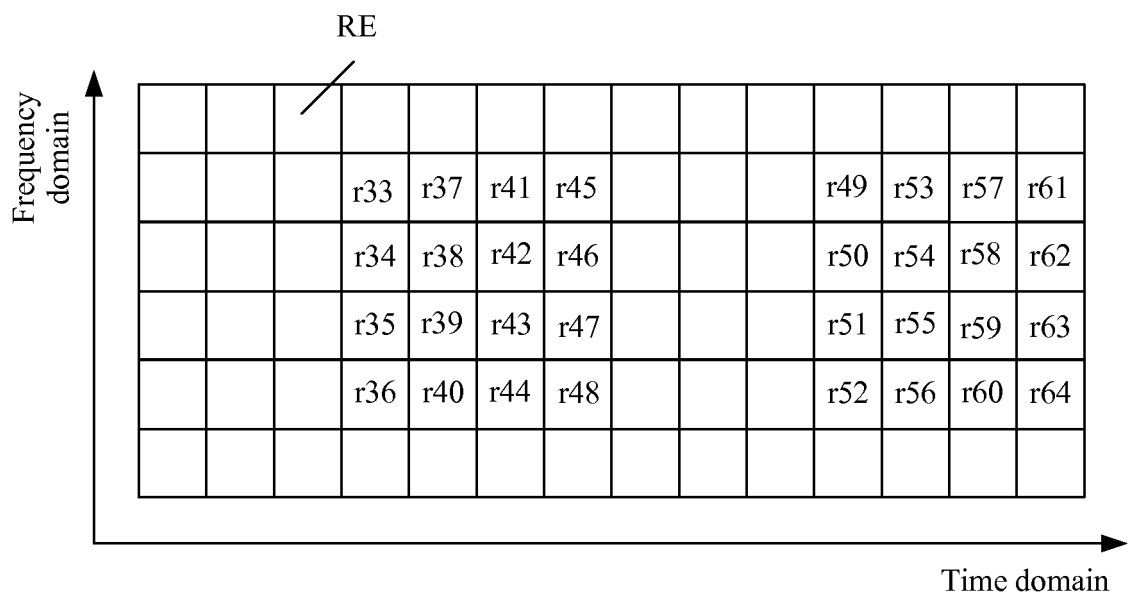 RE
Frequency
domain
r33 r37 r41 r45 r49 r53 r57 r61
r34 r38 r42 r46 r50 r54 r58 r62
r35 r39 r43 r47 r51 r55 r59 r63
r36 r40 r44 r48 r52 r56 r60 r64
Time domain